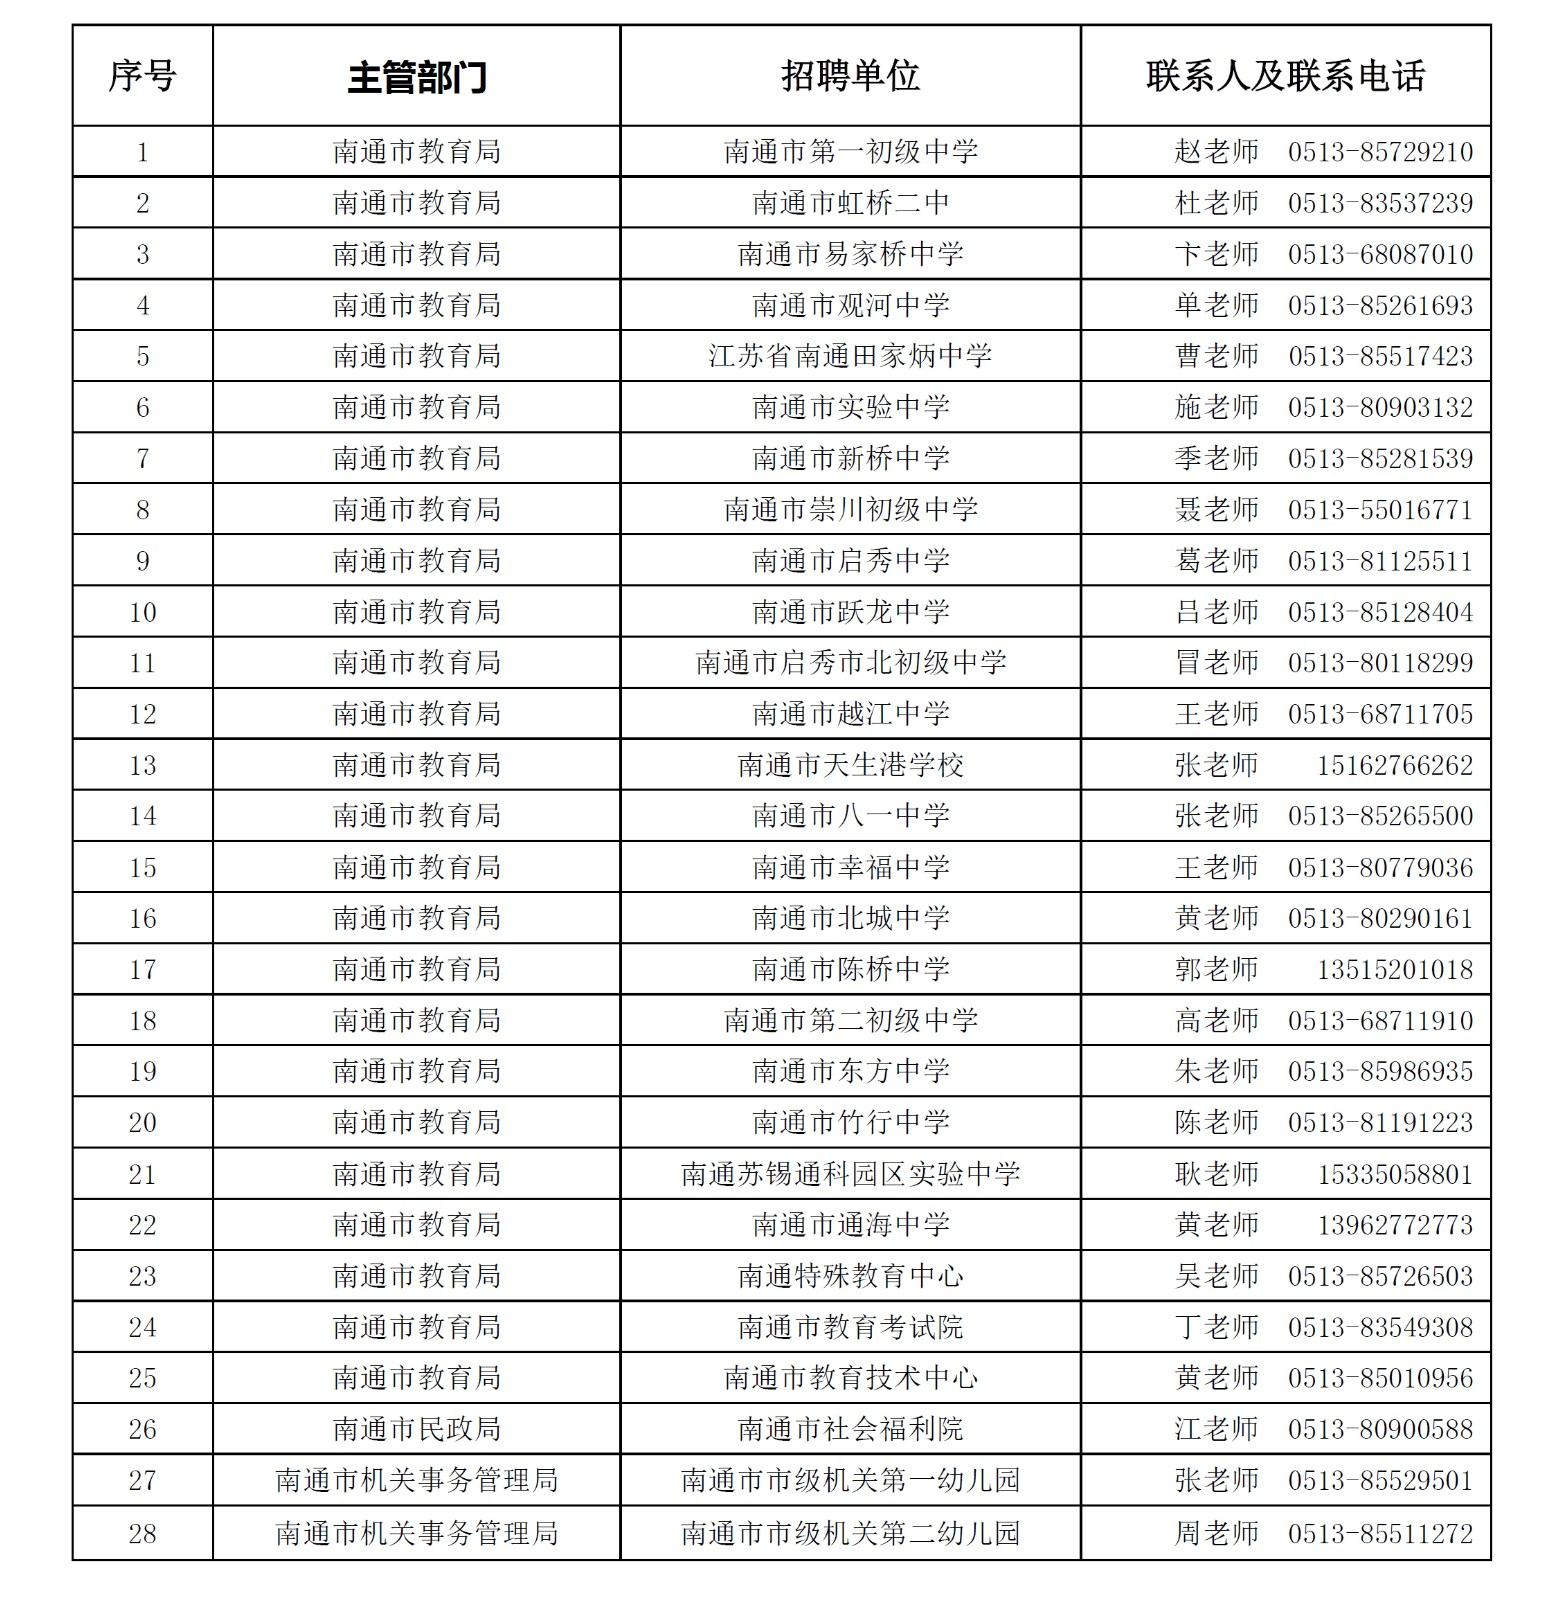 序号 主管部门 招聘单位 联系人及联系电话
1 南通市教育局 南通市第一初级中学 赵老师 0513-85729210
2 南通市教育局 南通市虹桥二中 杜老师 0513-83537239
3 南通市教育局 南通市易家桥中学 卞老师 0513-68087010
4 南通市教育局 南通市观河中学 单老师 0513-85261693
5 南通市教育局 江苏省南通田家炳中学 曹老师 0513-85517423
6 南通市教育局 南通市实验中学 施老师 0513-80903132
7 南通市教育局 南通市新桥中学 季老师 0513-85281539
8 南通市教育局 南通市崇川初级中学 聂老师 0513-55016771
9 南通市教育局 南通市启秀中学 葛老师 0513-81125511
10 南通市教育局 南通市跃龙中学 吕老师 0513-85128404
11 南通市教育局 南通市启秀市北初级中学 冒老师 0513-80118299
12 南通市教育局 南通市越江中学 王老师 0513-68711705
13 南通市教育局 南通市天生港学校 张老师 15162766262
14 南通市教育局 南通市八一中学 张老师 0513-85265500
15 南通市教育局 南通市幸福中学 王老师 0513-80779036
16 南通市教育局 南通市北城中学 黄老师 0513-80290161
17 南通市教育局 南通市陈桥中学 郭老师 13515201018
18 南通市教育局 南通市第二初级中学 高老师 0513-68711910
19 南通市教育局 南通市东方中学 朱老师 0513-85986935
20 南通市教育局 南通市竹行中学 陈老师 0513-81191223
21 南通市教育局 南通苏锡通科园区实验中学 耿老师 15335058801
22 南通市教育局 南通市通海中学 黄老师 13962772773
23 南通市教育局 南通特殊教育中心 吴老师 0513-85726503
24 南通市教育局 南通市教育考试院 丁老师 0513-83549308
25 南通市教育局 南通市教育技术中心 黄老师 0513-85010956
26 南通市民政局 南通市社会福利院 江老师 0513-80900588
27 南通市机关事务管理局 南通市市级机关第一幼儿园 张老师 0513-85529501
28 南通市机关事务管理局 南通市市级机关第二幼儿园 周老师 0513-85511272